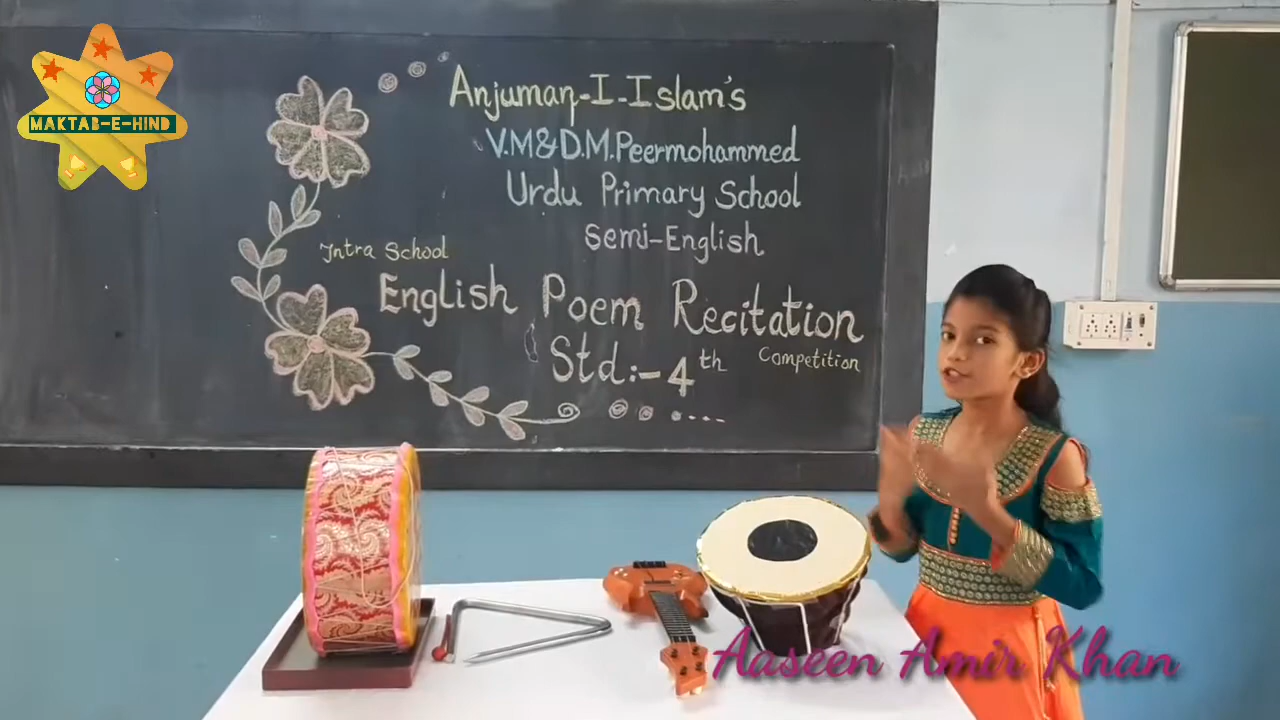 MAKTAB-E-HIND
Anjuman-I-Islam's
V.M&D.M.Peermohammed
Urdu Primary School
Semi-English
Intra School
English Poem Recitation
Competition
Std:-4th
Aaseen Amir Khan